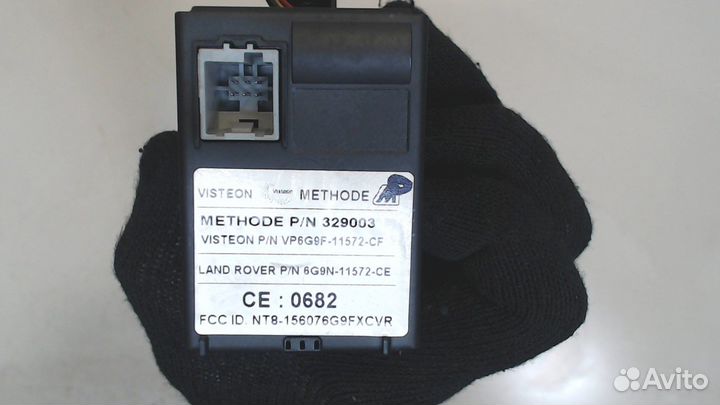 VISTEON Visteon METHODE
METHODE P/N 329003
VISTEON P/N VP6G9F-11572-CF
LAND ROVER P/N 6G9N-11572-CE
CE : 0682
FCC ID. NT8-156076G9FXCVR
Avito